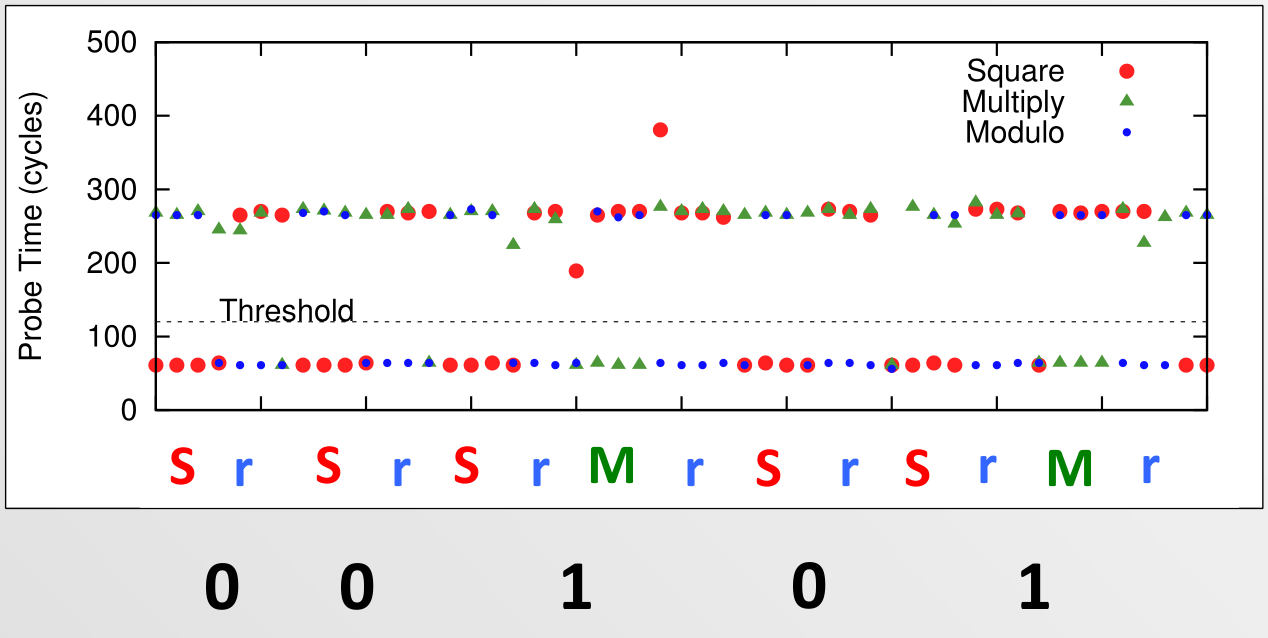 500
Square
Multiply
Modulo
400
300
200
Threshold
100
0
Probe Time (cycles)
S r S r S r M r S r S r M r
0 0 1 0 1